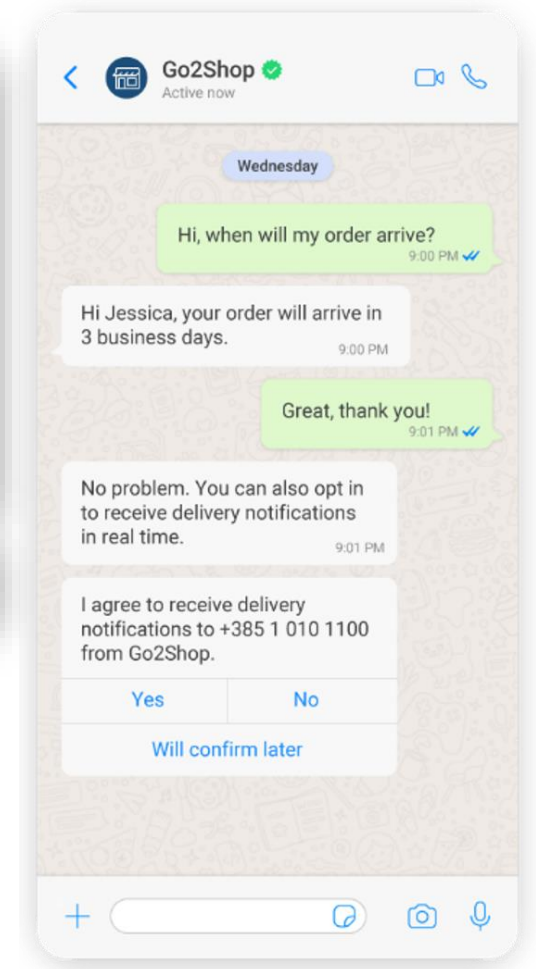 Go2Shop
Active now
Wednesday
Hi, when will my order arrive?
9:00 PM
Hi Jessica, your order will arrive in
3 business days.
9:00 PM
Great, thank you!
9:01 PM
No problem. You can also opt in
to receive delivery notifications
in real time.
9:01 PM
I agree to receive delivery
notifications to +385 1 010 1100
from Go2Shop.
Yes
No
Will confirm later